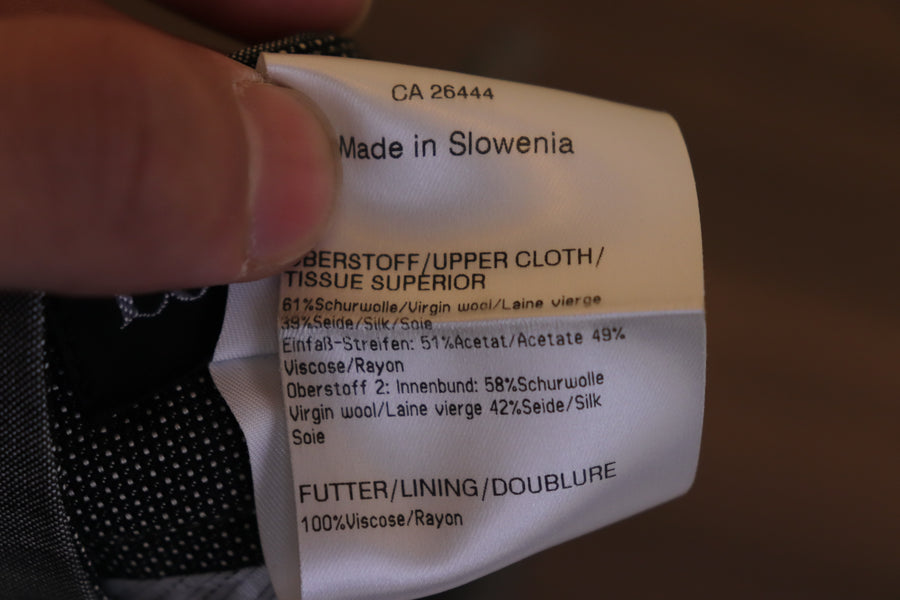 CA 26444
Made in Slowenia
OBERSTOFF/UPPER CLOTH/
TISSUE SUPERIOR
61%Schurwolle/Virgin wool/Laine vierge
39%Seide/Silk/Soie
Einfaß-Streifen: 51%Acetat/Acetate 49%
Viscose/Rayon
Oberstoff 2: Innenbund: 58%Schurwolle
Virgin wool/Laine vierge 42%Seide/Silk
Soie
FUTTER/LINING/DOUBLURE
100%Viscose/Rayon